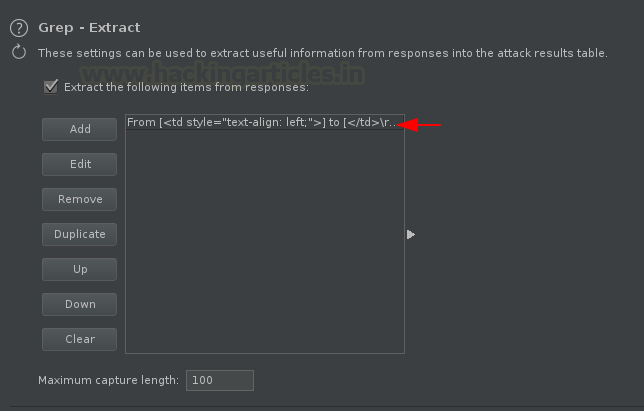 Grep - Extract
These settings can be used to extract useful information from responses into the attack results table.
www.hackingarticles.in
Extract the following items from responses:
Add
From [<td style="text-align: left;">] to [</td>\r...
Edit
Remove
Duplicate
Up
Down
Clear
Maximum capture length: 100